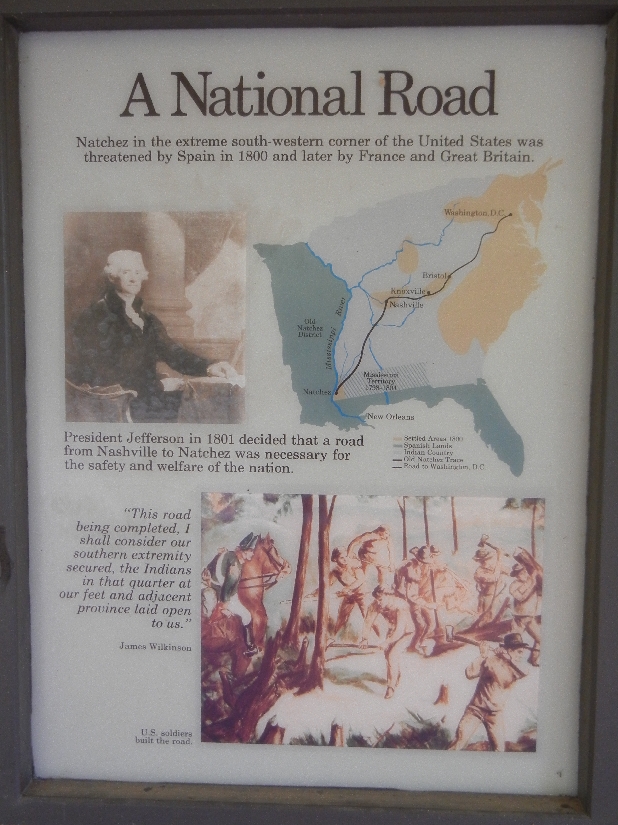 A National Road
Natchez in the extreme south-western corner of the United States was
threatened by Spain in 1800 and later by France and Great Britain.
Washington, D.C.
Bristol
Knoxville
Nashville
Old
Natchez
District
Mississippi River
Mississippi
Territory
1798-1804
Natchez
New Orleans
Settled Areas 1800
Spanish Lands
Indian Country
Old Natchez Trace
Road to Washington, D.C.
President Jefferson in 1801 decided that a road
from Nashville to Natchez was necessary for
the safety and welfare of the nation.
"This road
being completed, I
shall consider our
southern extremity
secured, the Indians
in that quarter at
our feet and adjacent
province laid open
to us."
James Wilkinson
U.S. soldiers
built the road.